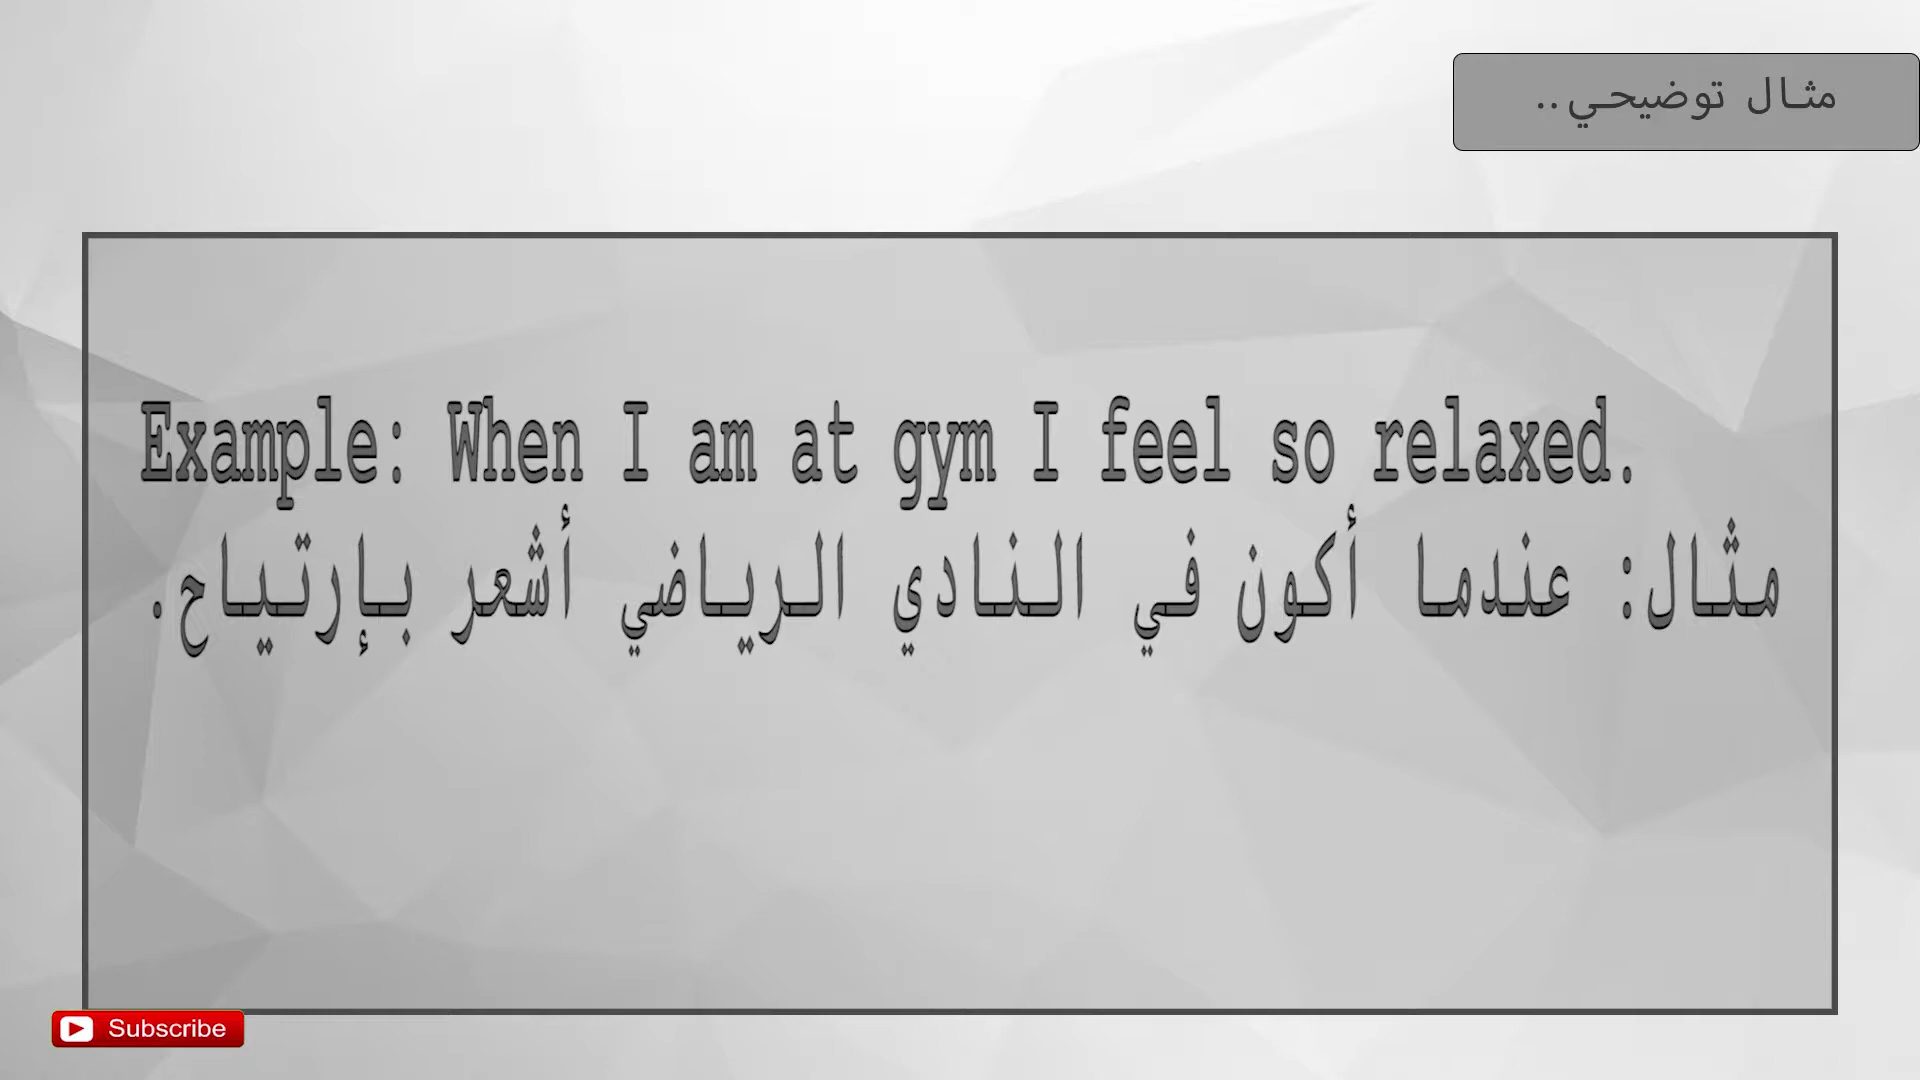 مثال توضيحي..
Example: When I am at gym I feel so relaxed.
مثال: عندما أكون في النادي الرياضي أشعر بإرتياح.
Subscribe